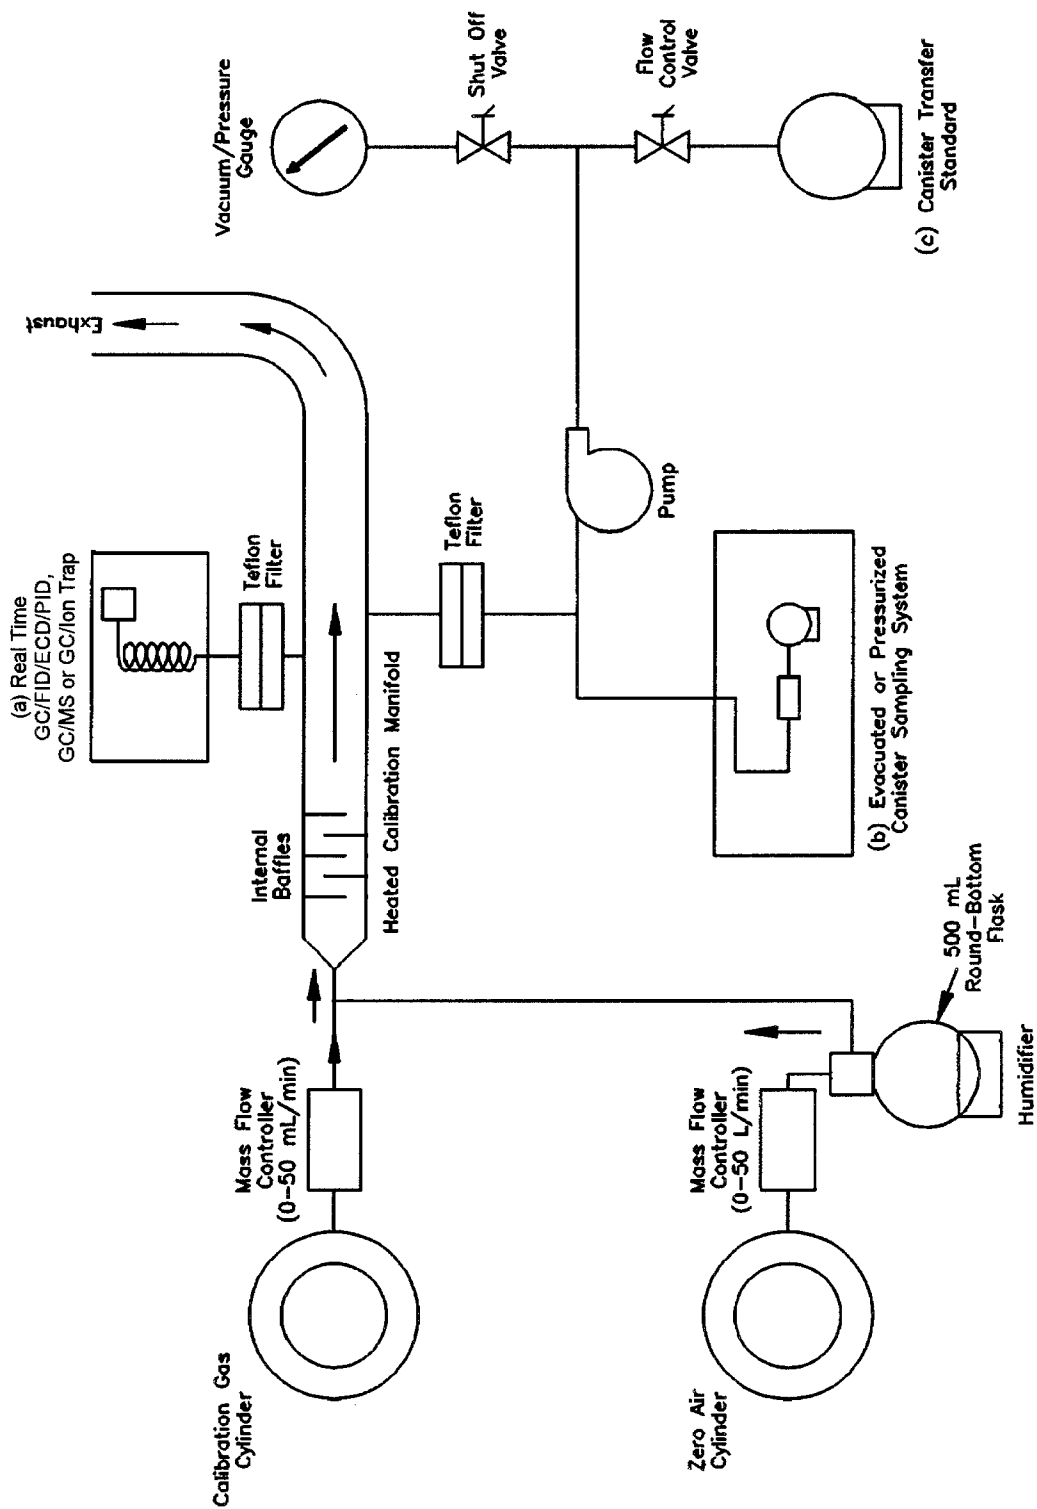 (a) Real Time
GC/FID/ECD/PID,
GC/MS or GC/Ion Trap
Exhaust
Vacuum/Pressure
Gauge
Shut Off
Valve
Teflon
Filter
Internal
Baffles
Heated Calibration Manifold
Teflon
Filter
Flow
Control
Valve
Pump
Calibration Gas
Cylinder
Mass Flow
Controller
(0-50 mL/min)
(b) Evacuated or Pressurized
Canister Sampling System
(c) Canister Transfer
Standard
Zero Air
Cylinder
Mass Flow
Controller
(0-50 L/min)
500 mL
Round-Bottom
Flask
Humidifier